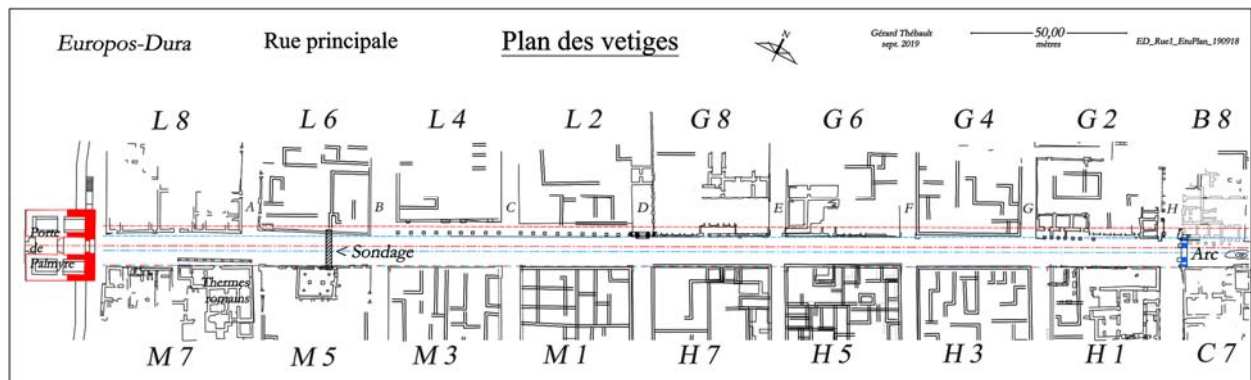 Europos-Dura Rue principale Plan des vetiges N Gérard Thébault 50,00
sept. 2019 mètres ED_Rue1_EtuPlan_190918
L 8 L 6 L 4 L 2 G 8 G 6 G 4 G 2 B 8
A B C D E F G H
Porte
de
Palmyre
< Sondage
Arc
Thermes
romains
M 7 M 5 M 3 M 1 H 7 H 5 H 3 H 1 C 7